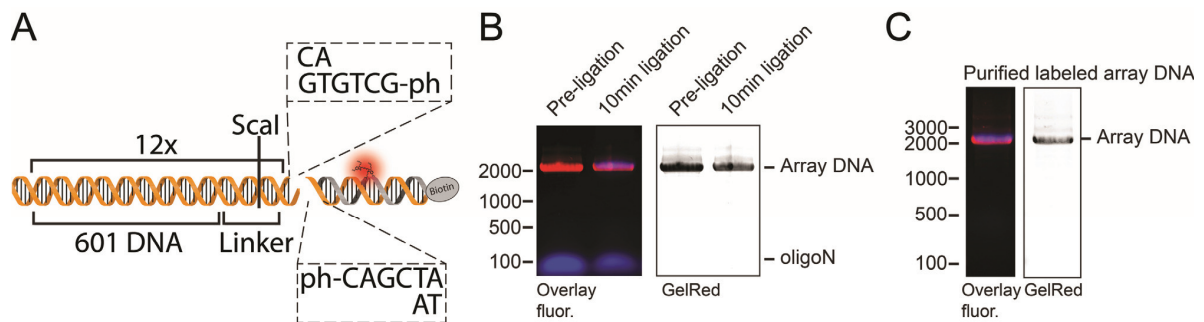 A
CA
GTGTCG-ph
ScaI
12x
Biotin
601 DNA
Linker
ph-CAGCTA
AT
B
Pre-ligation
10min ligation
Pre-ligation
10min ligation
2000
1000
500
100
Array DNA
oligoN
Overlay
fluor.
GelRed
C
Purified labeled array DNA
3000
2000
1000
500
100
Array DNA
Overlay
fluor.
GelRed